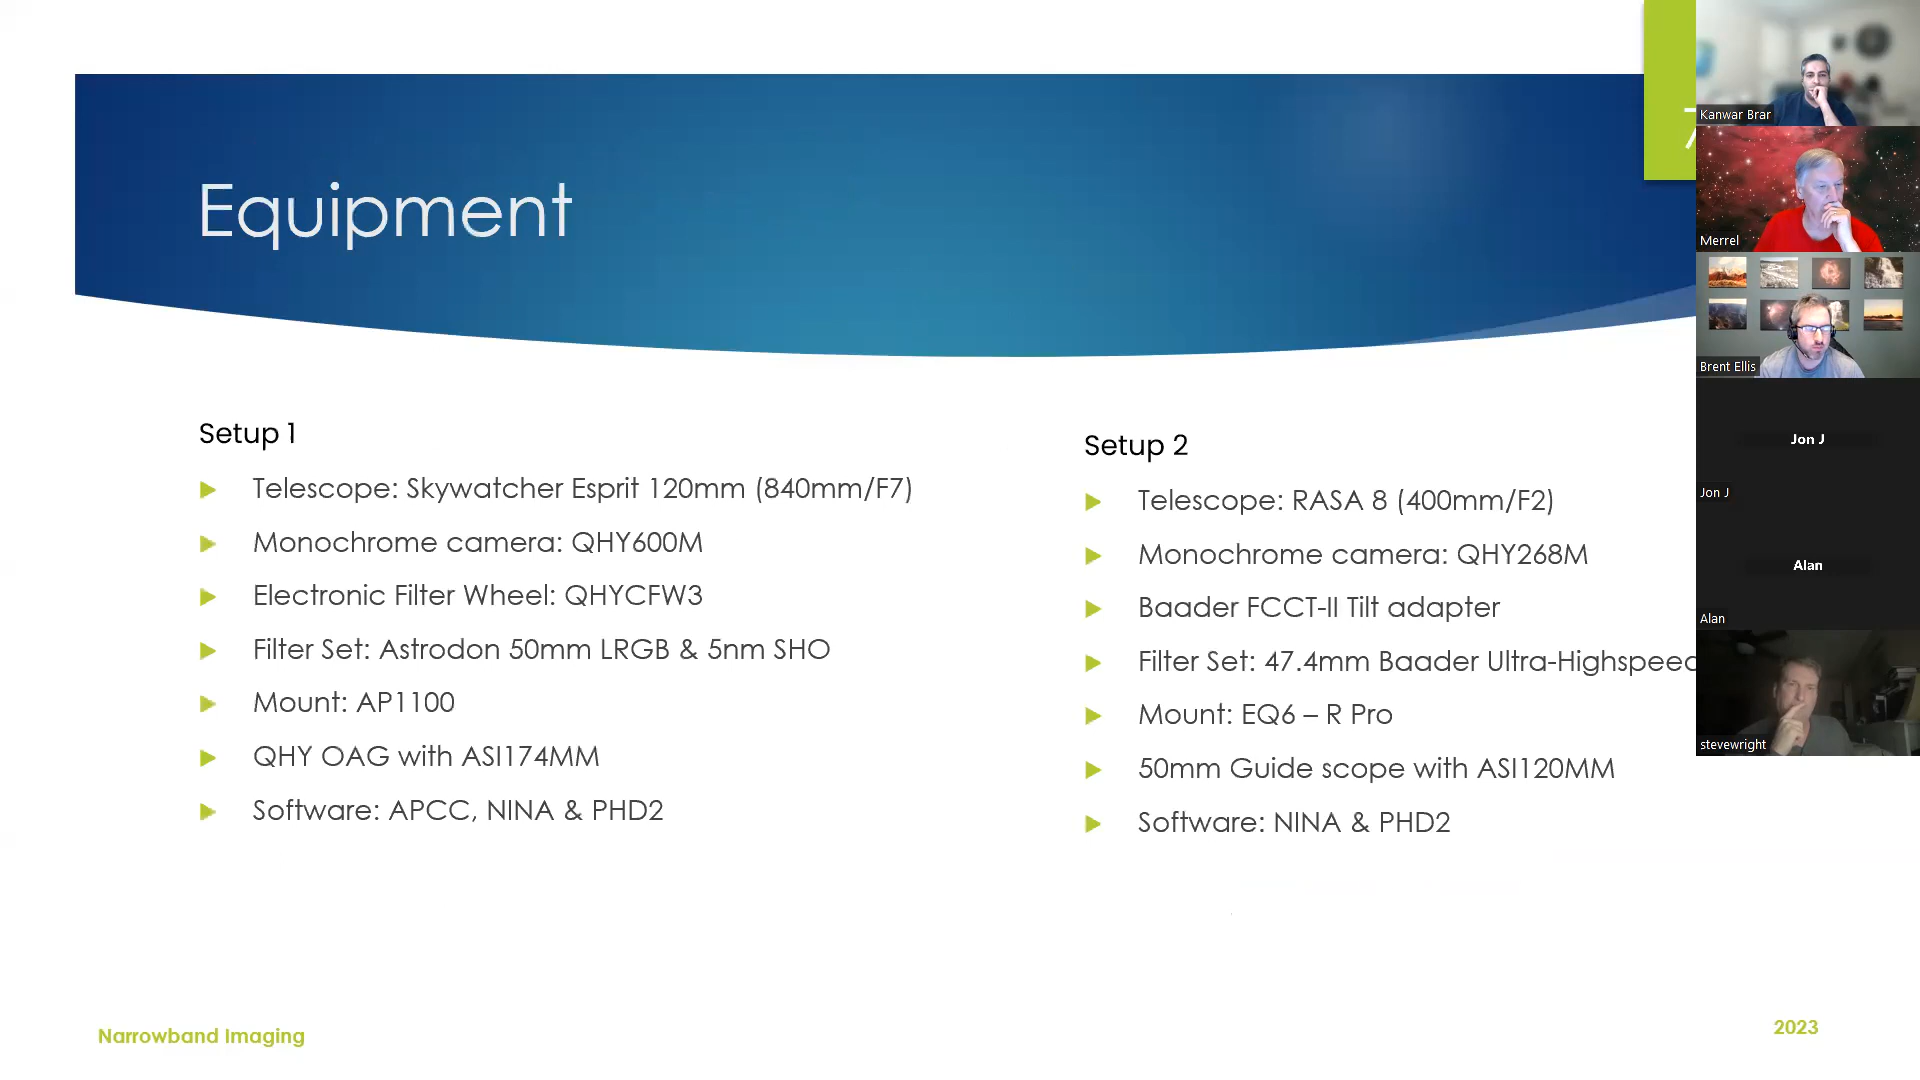 Equipment
7
Setup 1
Telescope: Skywatcher Esprit 120mm (840mm/F7)
Monochrome camera: QHY600M
Electronic Filter Wheel: QHYCFW3
Filter Set: Astrodon 50mm LRGB & 5nm SHO
Mount: AP1100
QHY OAG with ASI174MM
Software: APCC, NINA & PHD2
Setup 2
Telescope: RASA 8 (400mm/F2)
Monochrome camera: QHY268M
Baader FCCT-II Tilt adapter
Filter Set: 47.4mm Baader Ultra-Highspeed
Mount: EQ6 – R Pro
50mm Guide scope with ASI120MM
Software: NINA & PHD2
Narrowband Imaging
2023
Kanwar Brar
Merrel
Brent Ellis
Jon J
Jon J
Alan
Alan
stevewright